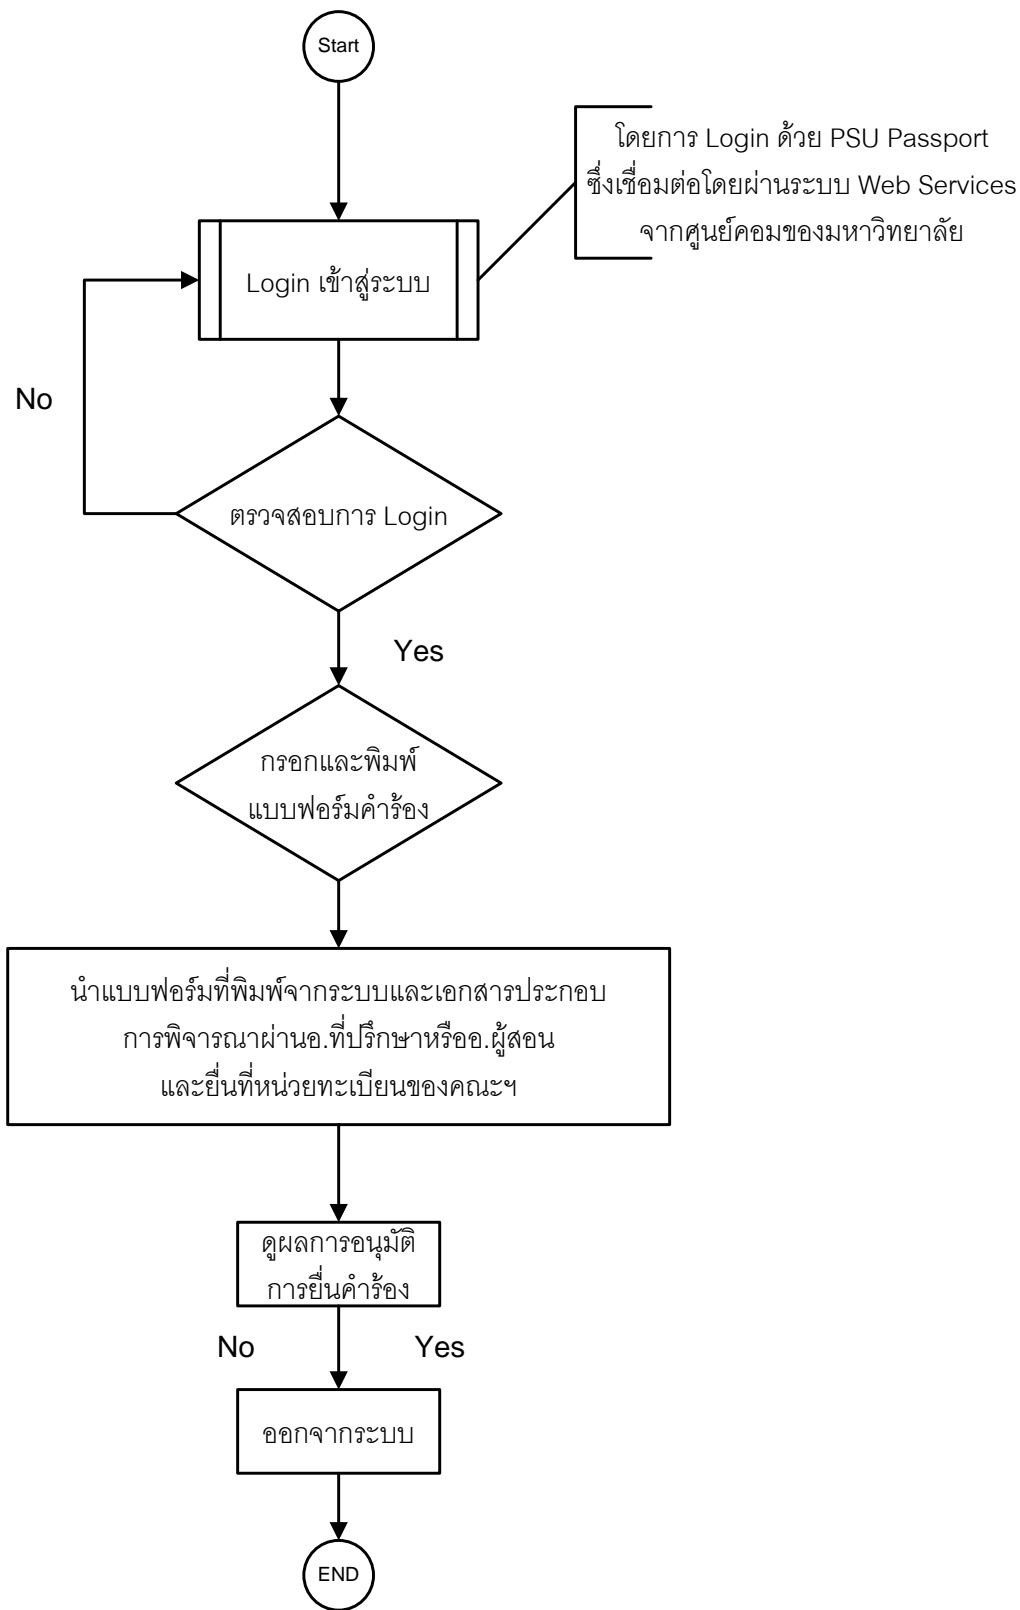 Start
โดยการ Login ด้วย PSU Passport
ซึ่งเชื่อมต่อโดยผ่านระบบ Web Services
จากศูนย์คอมของมหาวิทยาลัย
Login เข้าสู่ระบบ
No
ตรวจสอบการ Login
Yes
กรอกและพิมพ์
แบบฟอร์มคำร้อง
นำแบบฟอร์มที่พิมพ์จากระบบและเอกสารประกอบ
การพิจารณาผ่านอ.ที่ปรึกษาหรืออ.ผู้สอน
และยื่นที่หน่วยทะเบียนของคณะฯ
ดูผลการอนุมัติ
การยื่นคำร้อง
No Yes
ออกจากระบบ
END